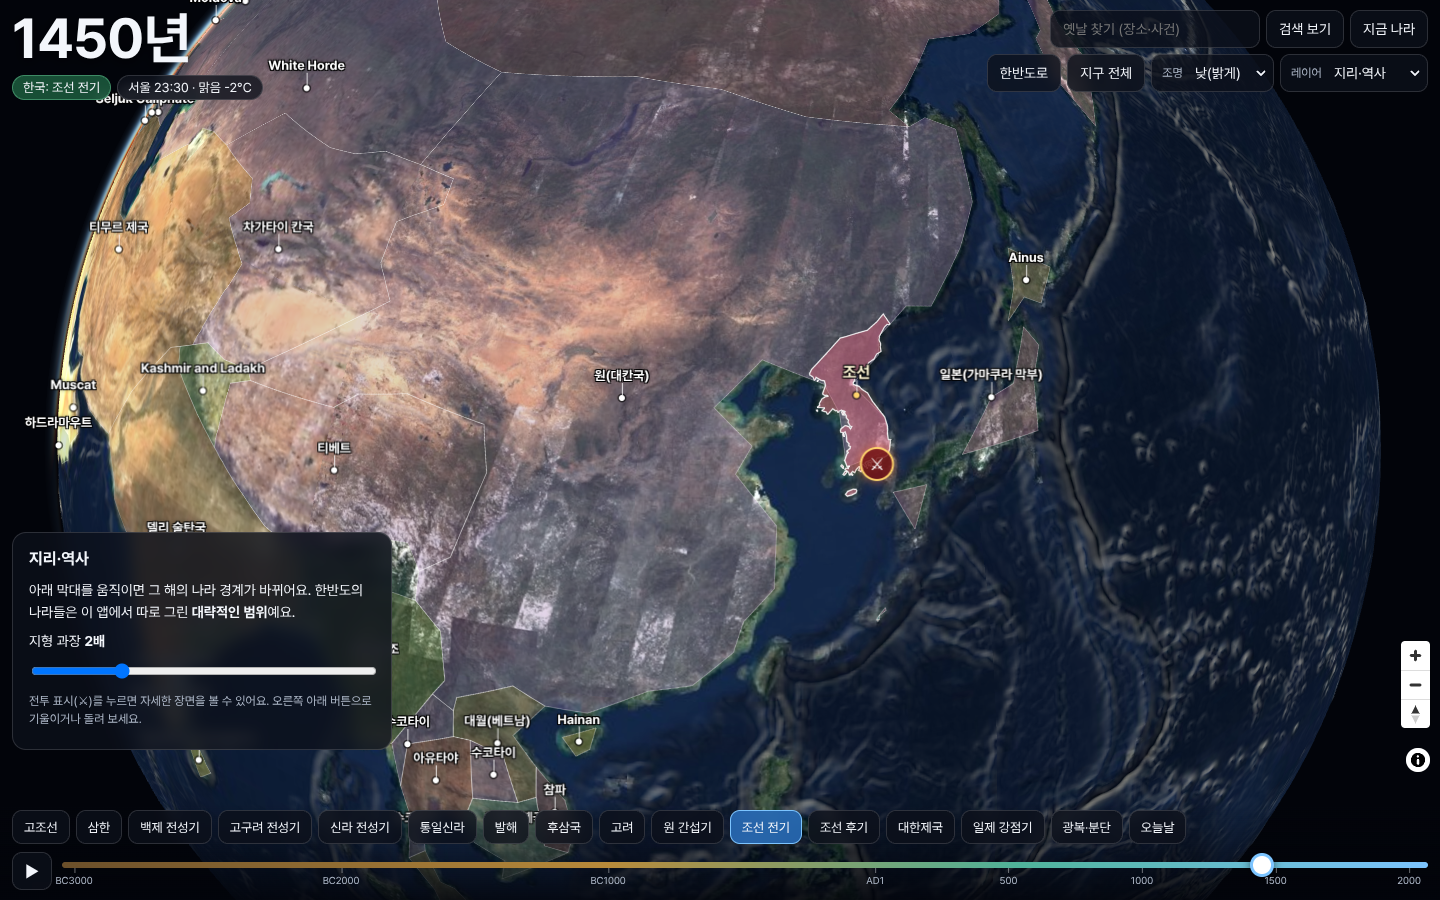 1450년
한국: 조선 전기
서울 23:30 · 맑음 -2°C
옛날 찾기 (장소·사건)
검색 보기
지금 나라
한반도로
지구 전체
조명 낮(밝게)
레이어 지리·역사
Moldova
White Horde
Seljuk Caliphate
티무르 제국
차가타이 칸국
Ainus
Kashmir and Ladakh
Muscat
하드라마우트
원(대칸국)
조선
일본(가마쿠라 막부)
티베트
델리 술탄국
지리·역사
아래 막대를 움직이면 그 해의 나라 경계가 바뀌어요. 한반도의
나라들은 이 앱에서 따로 그린 대략적인 범위예요.
지형 과장 2배
전투 표시(⚔)를 누르면 자세한 장면을 볼 수 있어요. 오른쪽 아래 버튼으로
기울이거나 돌려 보세요.
조
수코타이
대월(베트남)
Hainan
아유타야
수코타이
참파
고조선
삼한
백제 전성기
고구려 전성기
신라 전성기
통일신라
발해
후삼국
고려
원 간섭기
조선 전기
조선 후기
대한제국
일제 강점기
광복·분단
오늘날
BC3000
BC2000
BC1000
AD1
500
1000
1500
2000